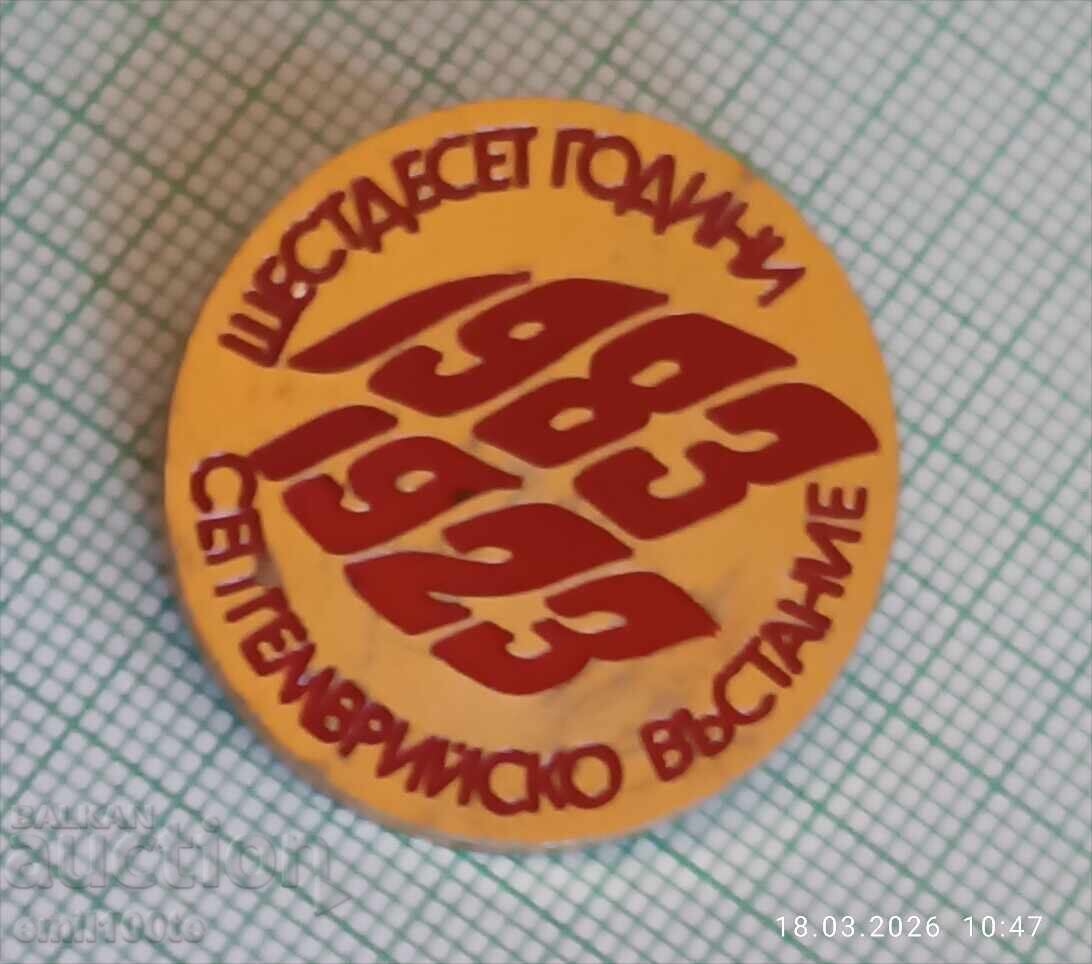 ШЕСТДЕСЕТ ГОДИНИ
1983
1923
СЕПТЕМВРИЙСКО ВЪСТАНИЕ
BALKAN
auction
emil100to
18.03.2026 10:47